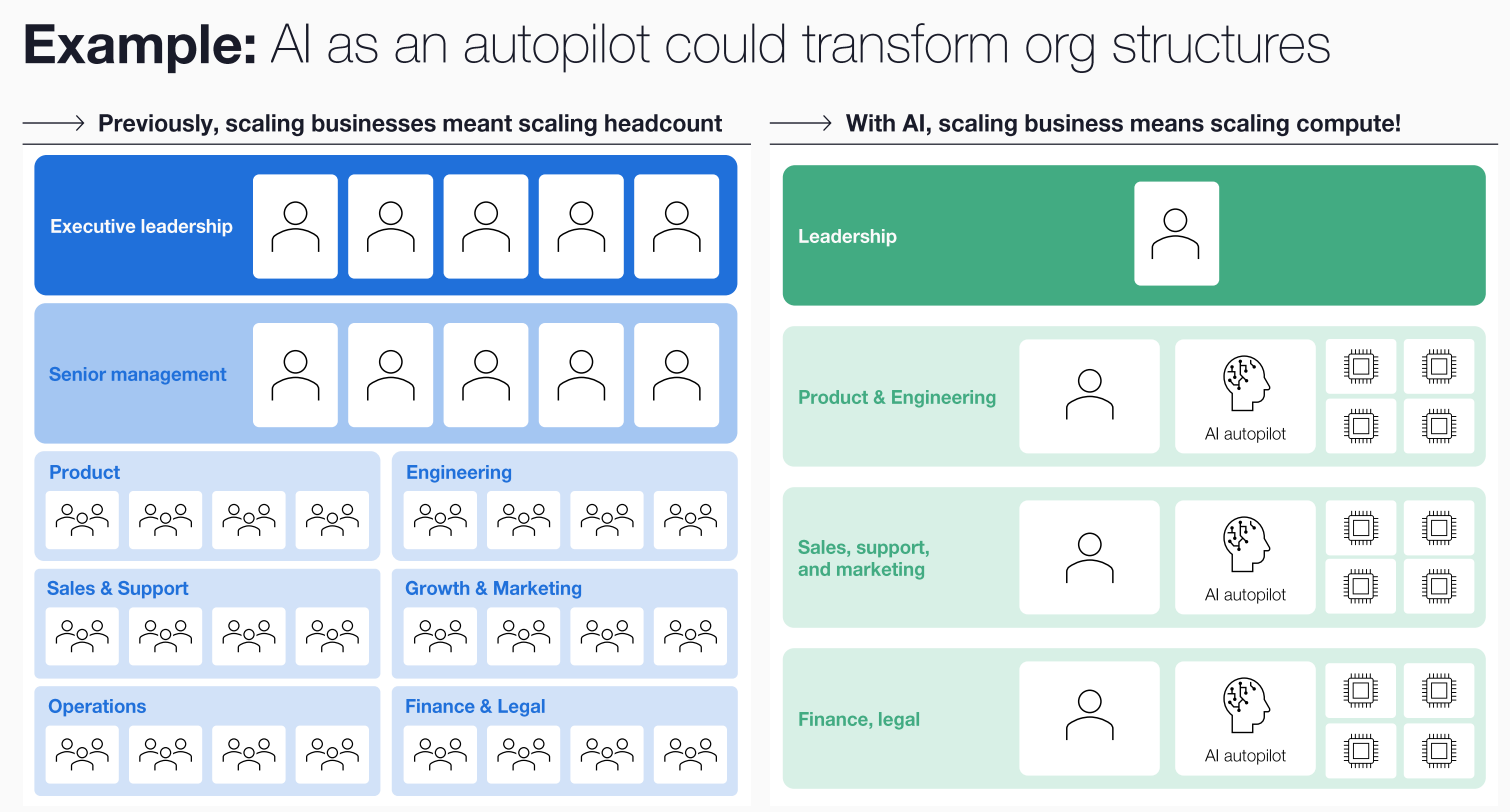 Example: AI as an autopilot could transform org structures
Previously, scaling businesses meant scaling headcount
Executive leadership
Senior management
Product
Engineering
Sales & Support
Growth & Marketing
Operations
Finance & Legal
With AI, scaling business means scaling compute!
Leadership
Product & Engineering
AI autopilot
Sales, support,
and marketing
AI autopilot
Finance, legal
AI autopilot